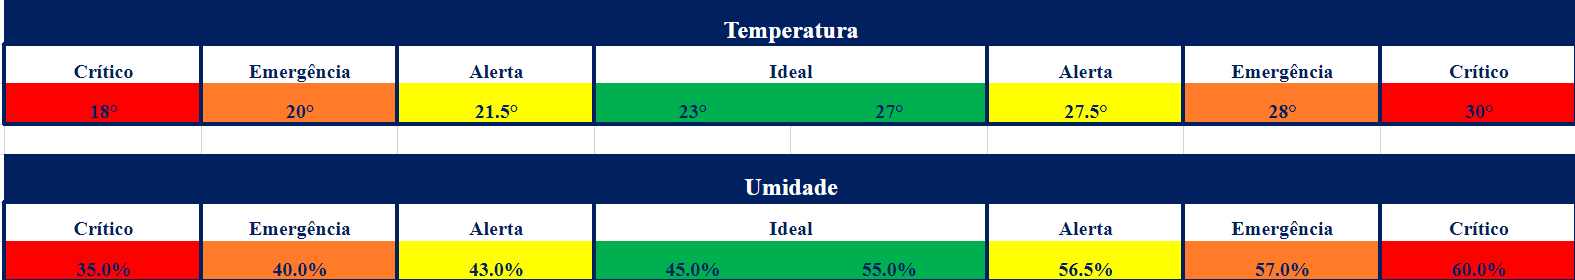 Temperatura
Crítico Emergência Alerta Ideal Alerta Emergência Crítico
18° 20° 21.5° 23° 27° 27.5° 28° 30°
Umidade
Crítico Emergência Alerta Ideal Alerta Emergência Crítico
35.0% 40.0% 43.0% 45.0% 55.0% 56.5% 57.0% 60.0%